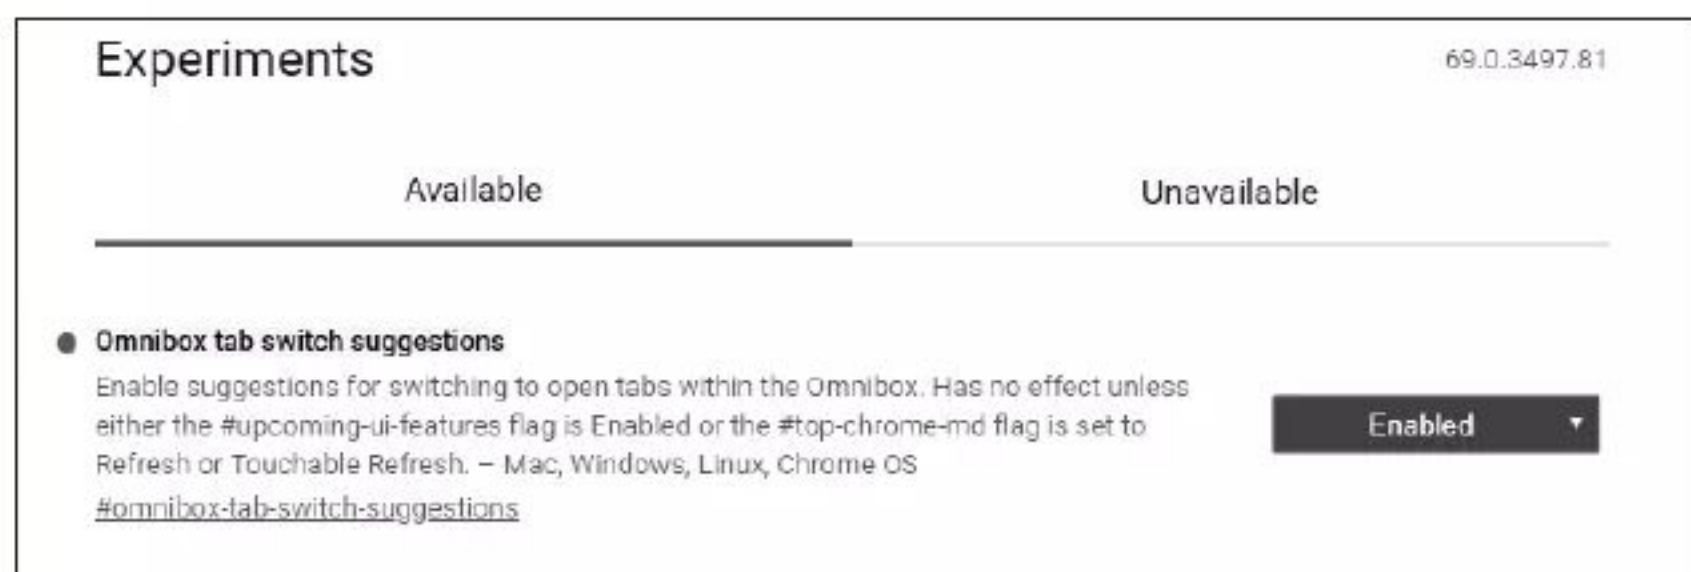 Experiments
69.0.3497.81
Available
Unavailable
Omnibox tab switch suggestions
Enable suggestions for switching to open tabs within the Omnibox. Has no effect unless
either the #upcoming-ui-features flag is Enabled or the #top-chrome-md flag is set to
Refresh or Touchable Refresh. – Mac, Windows, Linux, Chrome OS
#omnibox-tab-switch-suggestions
Enabled